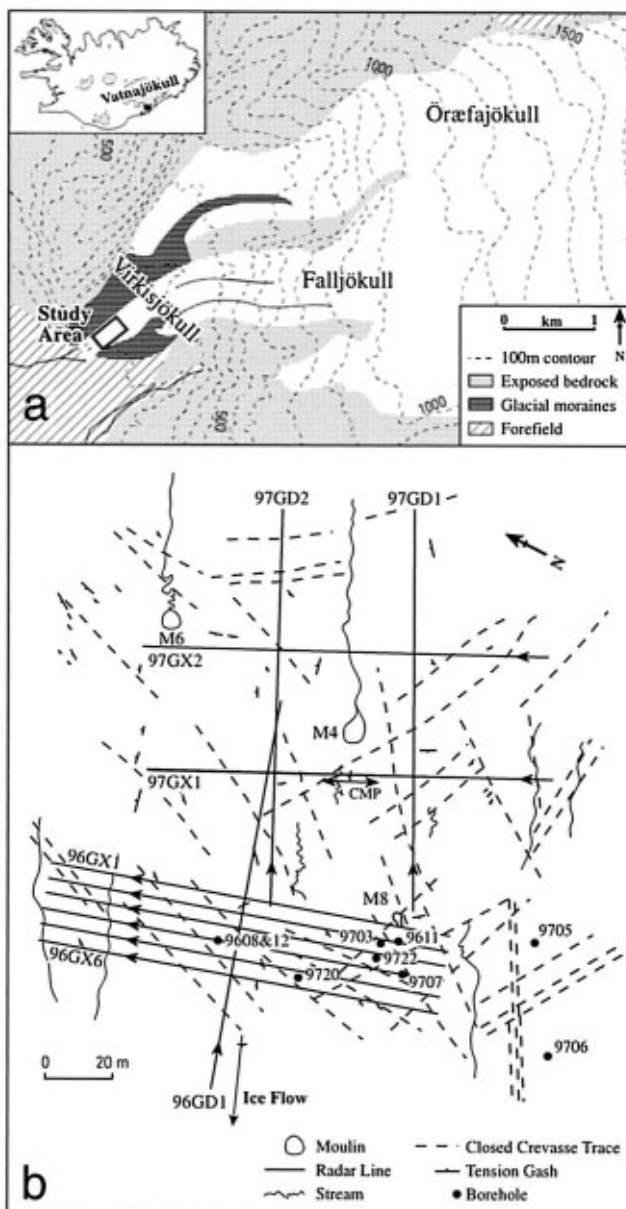 Vatnajökull
500
1000
1500
Öræfajökull
Virkisjökull
Falljökull
Study
Area
0 km 1
N
100m contour
Exposed bedrock
Glacial moraines
Forefield
500
1000
a
97GD2
97GD1
N
M6
97GX2
M4
97GX1
CMP
96GX1
M8
9608&12
9703
9611
9705
9722
96GX6
9720
9707
9706
0 20 m
96GD1
Ice Flow
Moulin
Closed Crevasse Trace
Radar Line
Tension Gash
Stream
Borehole
b